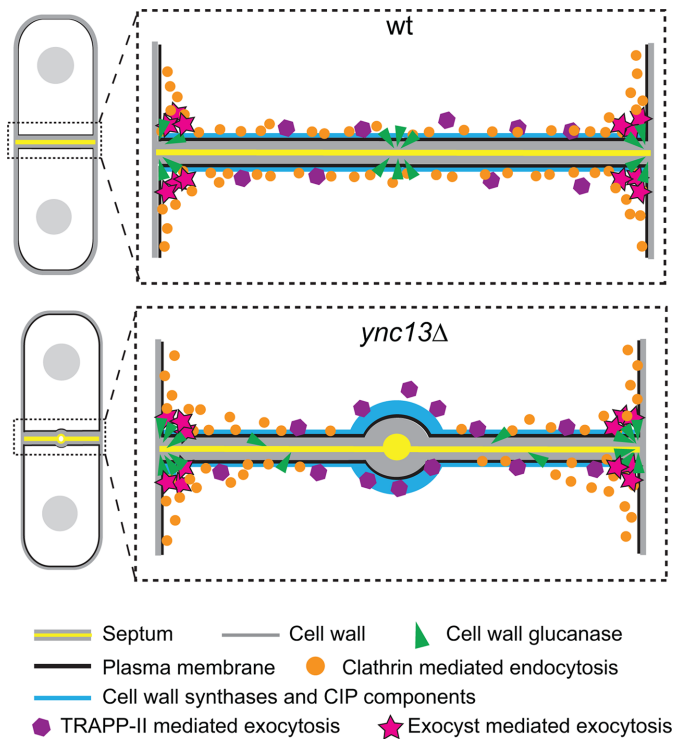 wt
ync13Δ
Septum Cell wall Cell wall glucanase
Plasma membrane Clathrin mediated endocytosis
Cell wall synthases and CIP components
TRAPP-II mediated exocytosis Exocyst mediated exocytosis